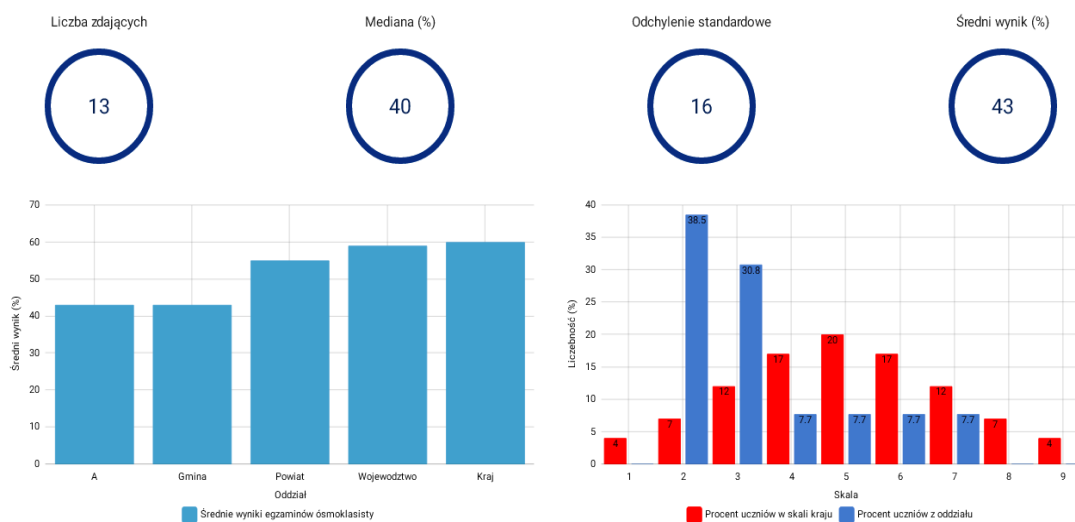 Liczba zdających
Mediana (%)
Odchylenie standardowe
Średni wynik (%)
13
40
16
43
70
60
50
40
30
20
10
0
Średni wynik (%)
A
Gmina
Powiat
Wojewodztwo
Kraj
Oddział
Średnie wyniki egzaminów ósmoklasisty
40
35
30
25
20
15
10
5
0
Liczebność (%)
4
7
38.5
12
30.8
17
7.7
20
7.7
17
7.7
12
7.7
7
4
1
2
3
4
5
6
7
8
9
Skala
Procent uczniów w skali kraju
Procent uczniów z oddziału